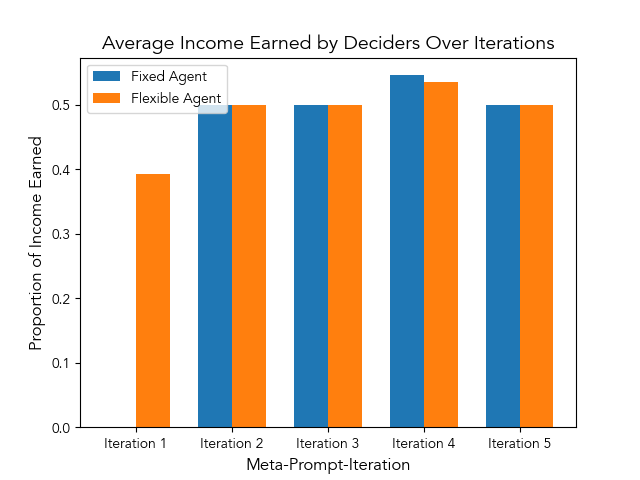 Average Income Earned by Deciders Over Iterations
Fixed Agent
Flexible Agent
Proportion of Income Earned
0.5
0.4
0.3
0.2
0.1
0.0
Iteration 1 Iteration 2 Iteration 3 Iteration 4 Iteration 5
Meta-Prompt-Iteration